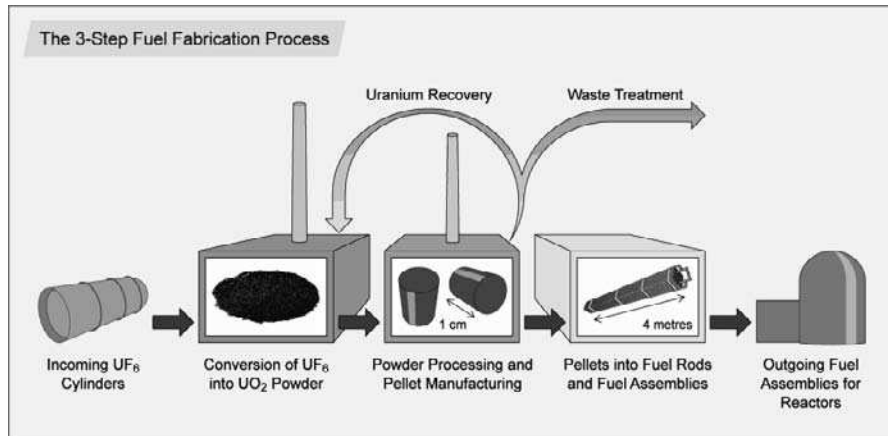 The 3-Step Fuel Fabrication Process
Uranium Recovery
Waste Treatment
1 cm
4 metres
Incoming UF₆
Cylinders
Conversion of UF₆
into UO₂ Powder
Powder Processing and
Pellet Manufacturing
Pellets into Fuel Rods
and Fuel Assemblies
Outgoing Fuel
Assemblies for
Reactors